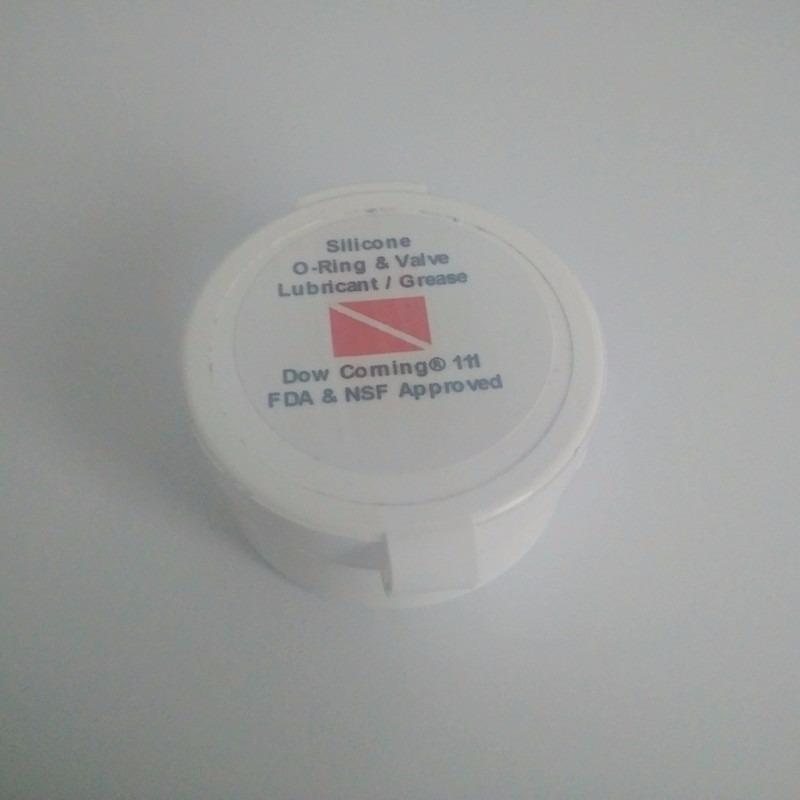 Silicone
O-Ring & Valve
Lubricant / Grease
Dow Corning® 111
FDA & NSF Approved